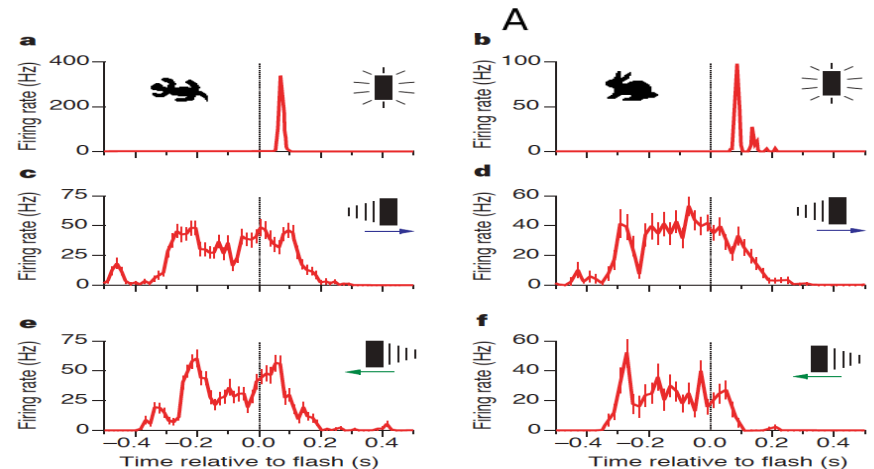 A
a
b
Firing rate (Hz)
400
200
0
Firing rate (Hz)
100
50
0
c
d
Firing rate (Hz)
75
50
25
0
Firing rate (Hz)
60
40
20
0
e
f
Firing rate (Hz)
75
50
25
0
Firing rate (Hz)
60
40
20
0
−0.4 −0.2 0.0 0.2 0.4
−0.4 −0.2 0.0 0.2 0.4
Time relative to flash (s)
Time relative to flash (s)